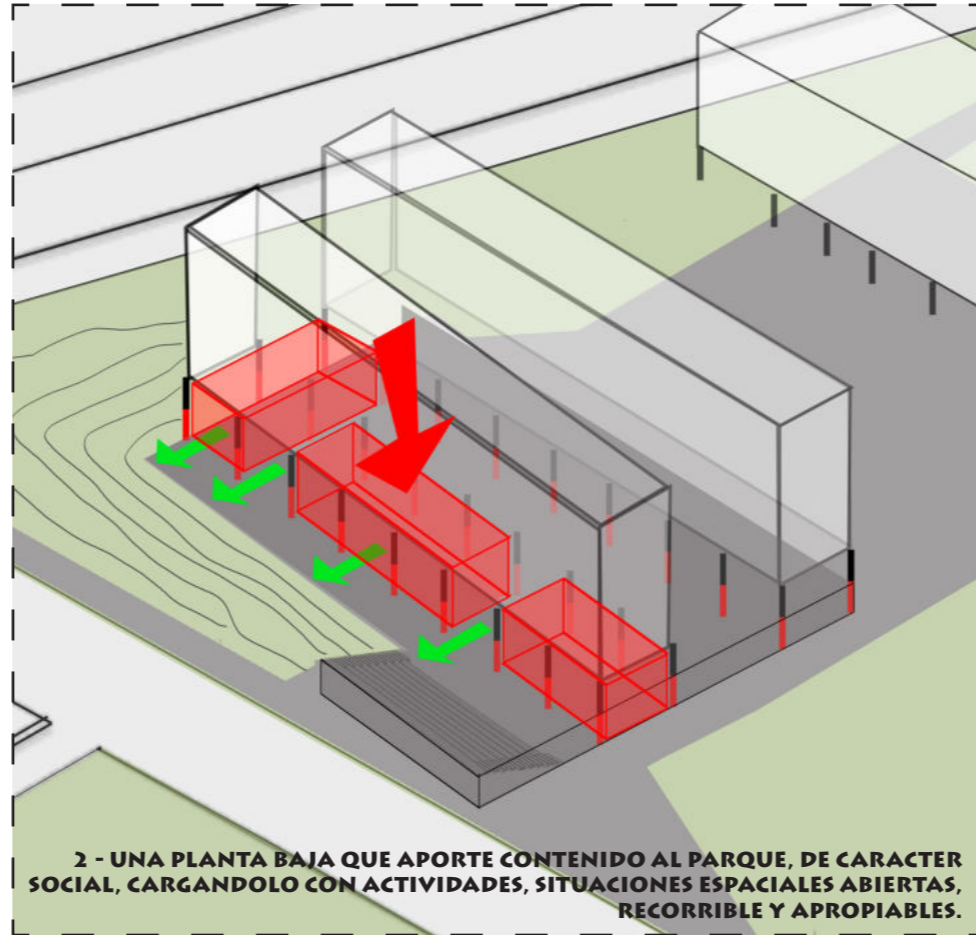 2 - UNA PLANTA BAJA QUE APORTE CONTENIDO AL PARQUE, DE CARACTER
SOCIAL, CARGANDOLO CON ACTIVIDADES, SITUACIONES ESPACIALES ABIERTAS,
RECORRIBLE Y APROPIABLES.